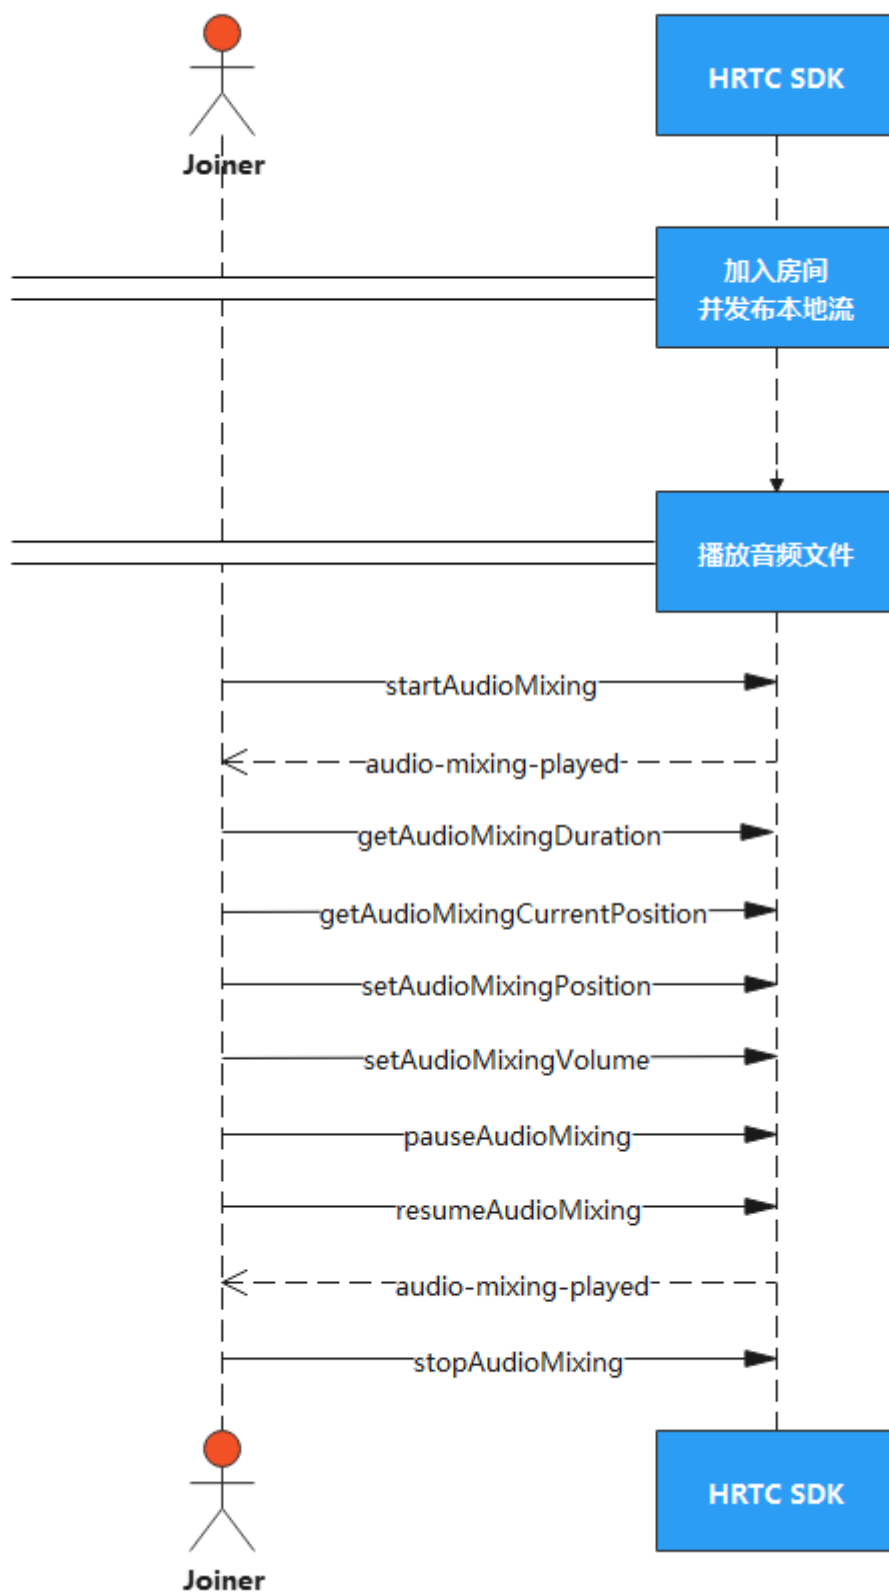 Joiner
HRTC SDK
加入房间
并发布本地流
播放音频文件
startAudioMixing
audio-mixing-played
getAudioMixingDuration
getAudioMixingCurrentPosition
setAudioMixingPosition
setAudioMixingVolume
pauseAudioMixing
resumeAudioMixing
audio-mixing-played
stopAudioMixing
Joiner
HRTC SDK